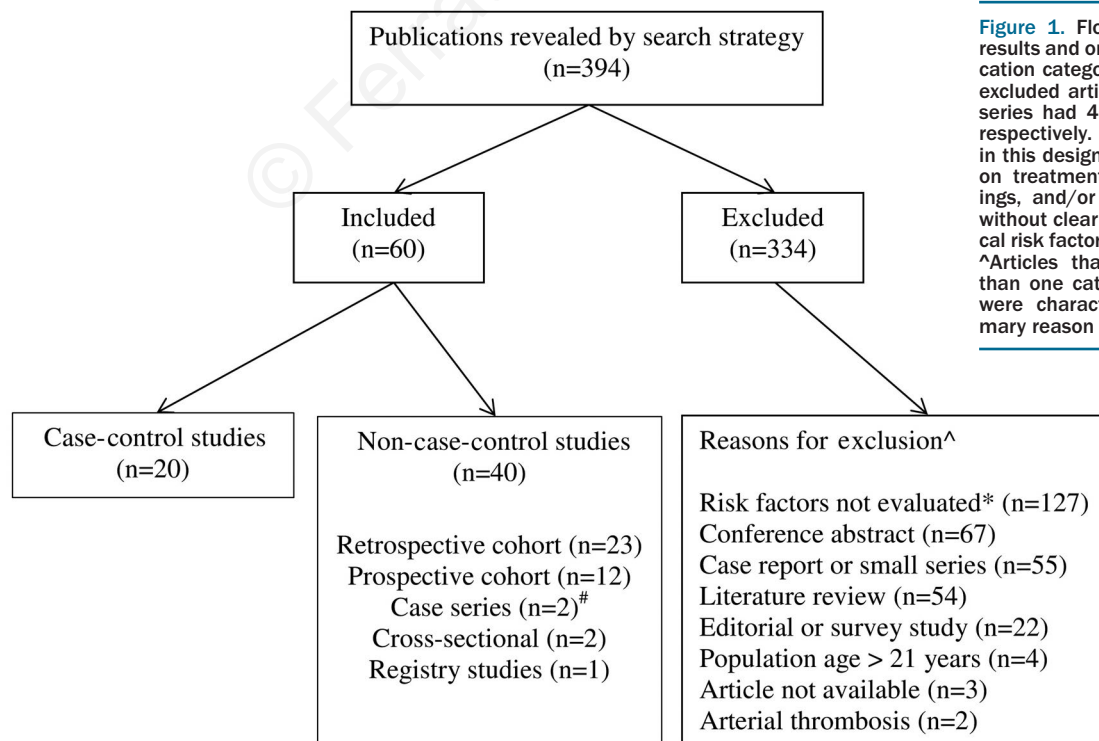 Publications revealed by search strategy
(n=394)
© Ferra
Included
(n=60)
Excluded
(n=334)
Case-control studies
(n=20)
Non-case-control studies
(n=40)
Retrospective cohort (n=23)
Prospective cohort (n=12)
Case series (n=2)#
Cross-sectional (n=2)
Registry studies (n=1)
Reasons for exclusion^
Risk factors not evaluated* (n=127)
Conference abstract (n=67)
Case report or small series (n=55)
Literature review (n=54)
Editorial or survey study (n=22)
Population age > 21 years (n=4)
Article not available (n=3)
Arterial thrombosis (n=2)
Figure 1. Flo
results and or
cation catego
excluded arti
series had 4
respectively.
in this design
on treatment
ings, and/or
without clear
cal risk factor
^Articles tha
than one cat
were charact
mary reason